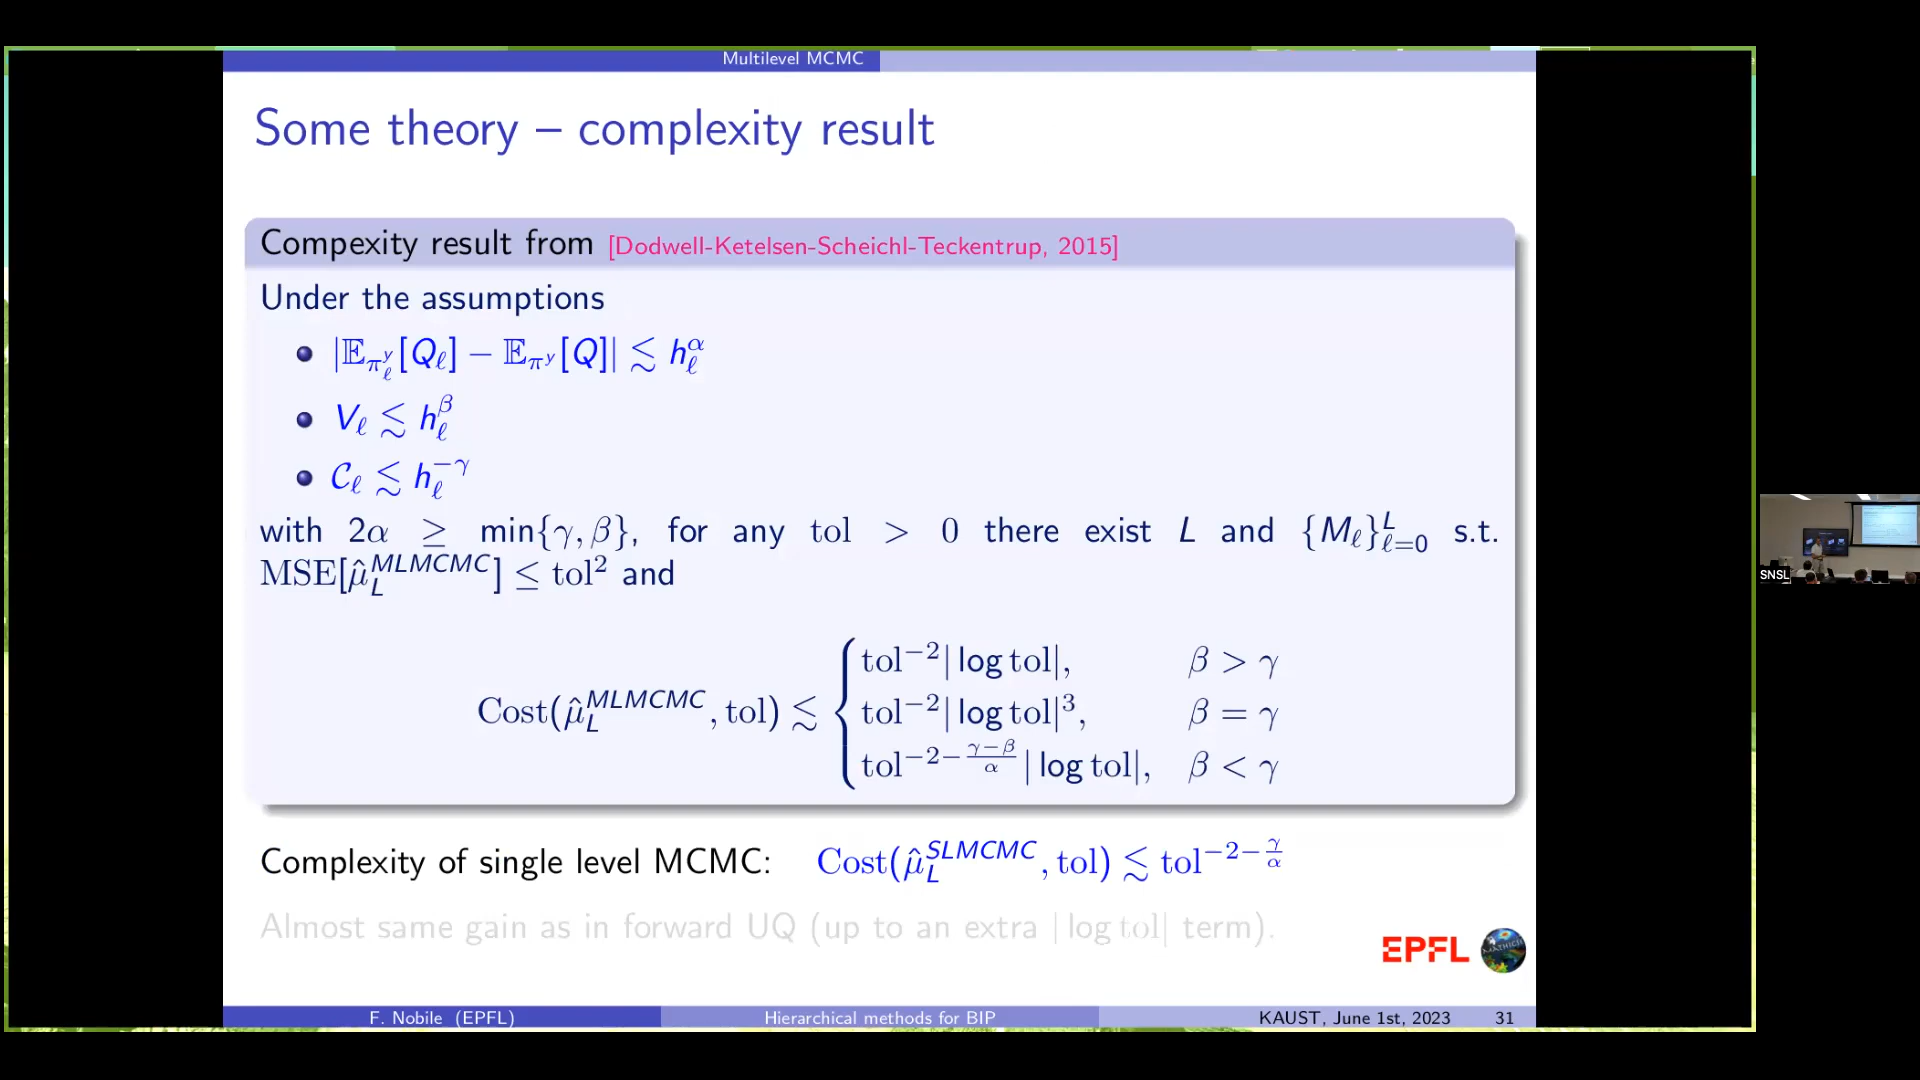 Multilevel MCMC
Some theory – complexity result
Compexity result from [Dodwell-Ketelsen-Scheichl-Teckentrup, 2015]
Under the assumptions
|𝔼_{π_ℓ^y}[Q_ℓ] − 𝔼_{π^y}[Q]| ≲ h_ℓ^α
V_ℓ ≲ h_ℓ^β
𝒞_ℓ ≲ h_ℓ^{−γ}
with 2α ≥ min{γ, β}, for any tol > 0 there exist L and {M_ℓ}_{ℓ=0}^L s.t.
MSE[μ̂_L^{MLMCMC}] ≤ tol² and
Cost(μ̂_L^{MLMCMC}, tol) ≲ { tol^{−2}| log tol|, β > γ
tol^{−2}| log tol|³, β = γ
tol^{−2−\frac{γ−β}{α}}| log tol|, β < γ
Complexity of single level MCMC: Cost(μ̂_L^{SLMCMC}, tol) ≲ tol^{−2−\frac{γ}{α}}
Almost same gain as in forward UQ (up to an extra | log tol| term).
EPFL
MATHICSE
F. Nobile (EPFL) Hierarchical methods for BIP KAUST, June 1st, 2023 31
SNSL